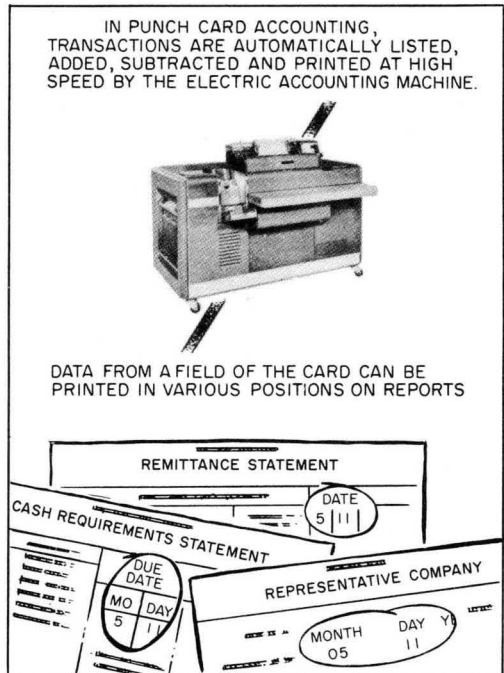 IN PUNCH CARD ACCOUNTING,
TRANSACTIONS ARE AUTOMATICALLY LISTED,
ADDED, SUBTRACTED AND PRINTED AT HIGH
SPEED BY THE ELECTRIC ACCOUNTING MACHINE.
DATA FROM A FIELD OF THE CARD CAN BE
PRINTED IN VARIOUS POSITIONS ON REPORTS
REMITTANCE STATEMENT
DATE
5 11
CASH REQUIREMENTS STATEMENT
DUE
DATE
MO DAY
5 11
REPRESENTATIVE COMPANY
MONTH DAY YE
05 11